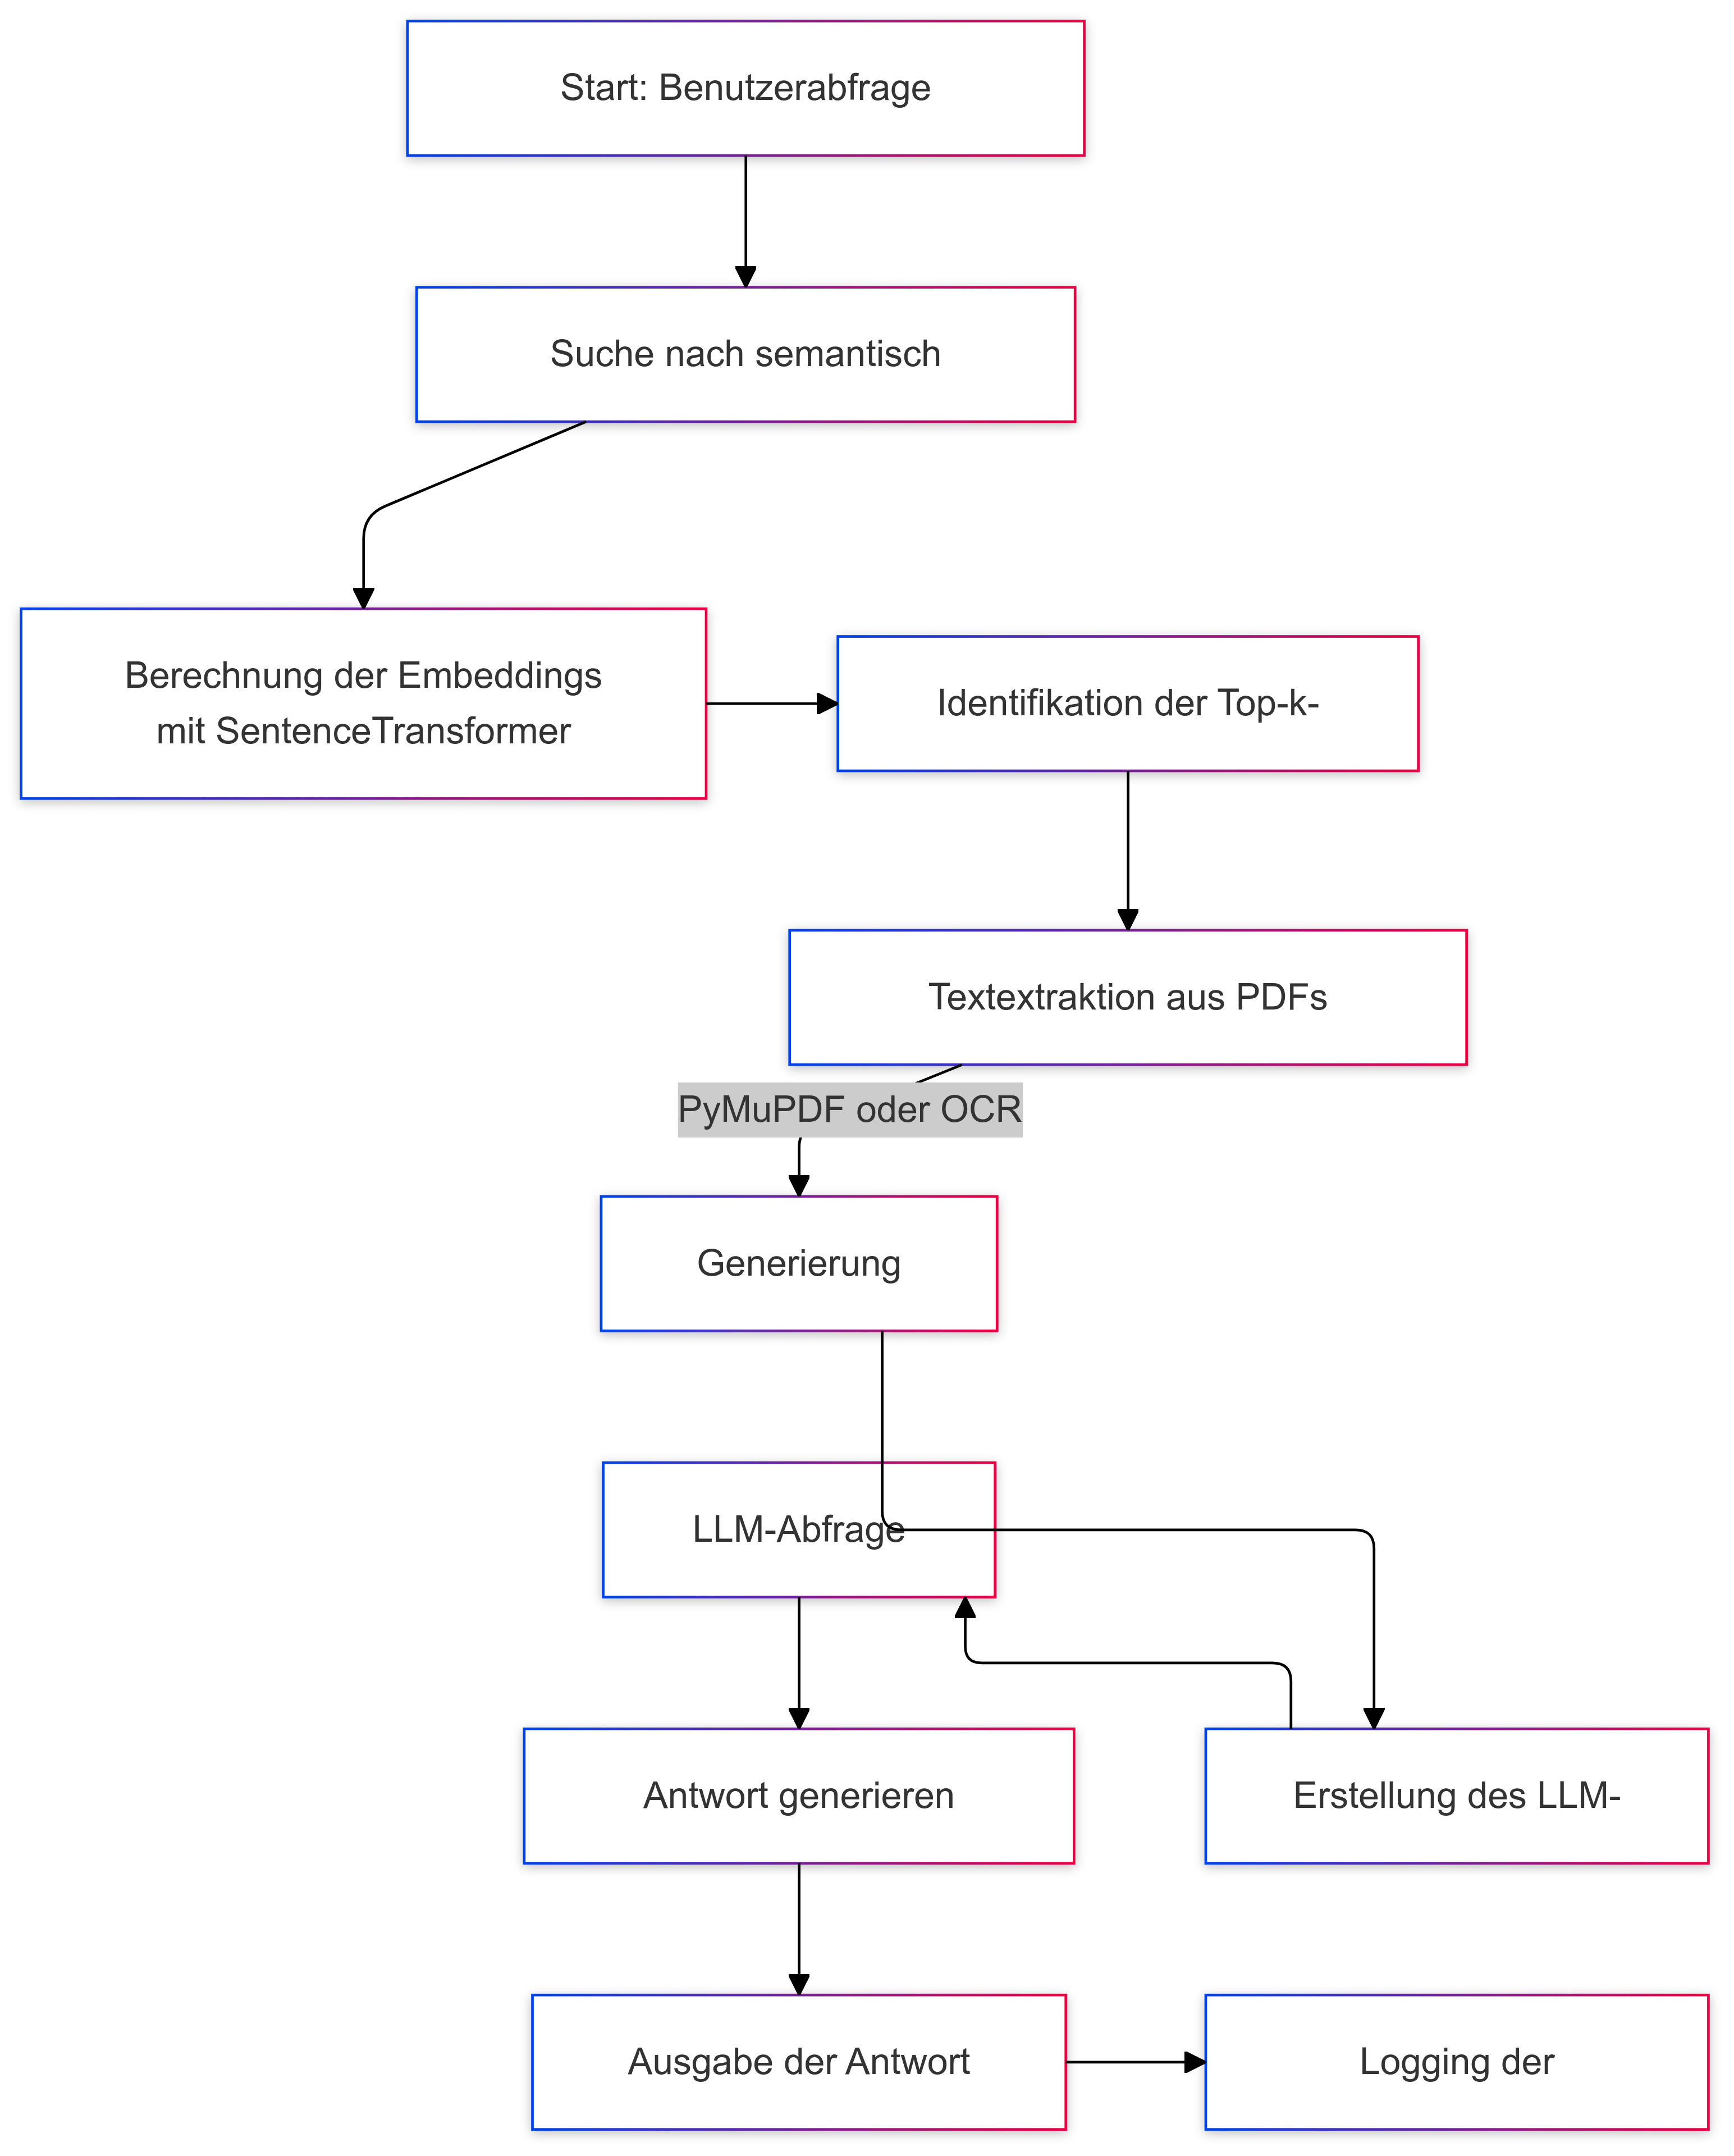 Start: Benutzerabfrage
Suche nach semantisch
Berechnung der Embeddings
mit SentenceTransformer
Identifikation der Top-k-
Textextraktion aus PDFs
PyMuPDF oder OCR
Generierung
LLM-Abfrage
Antwort generieren
Erstellung des LLM-
Ausgabe der Antwort
Logging der